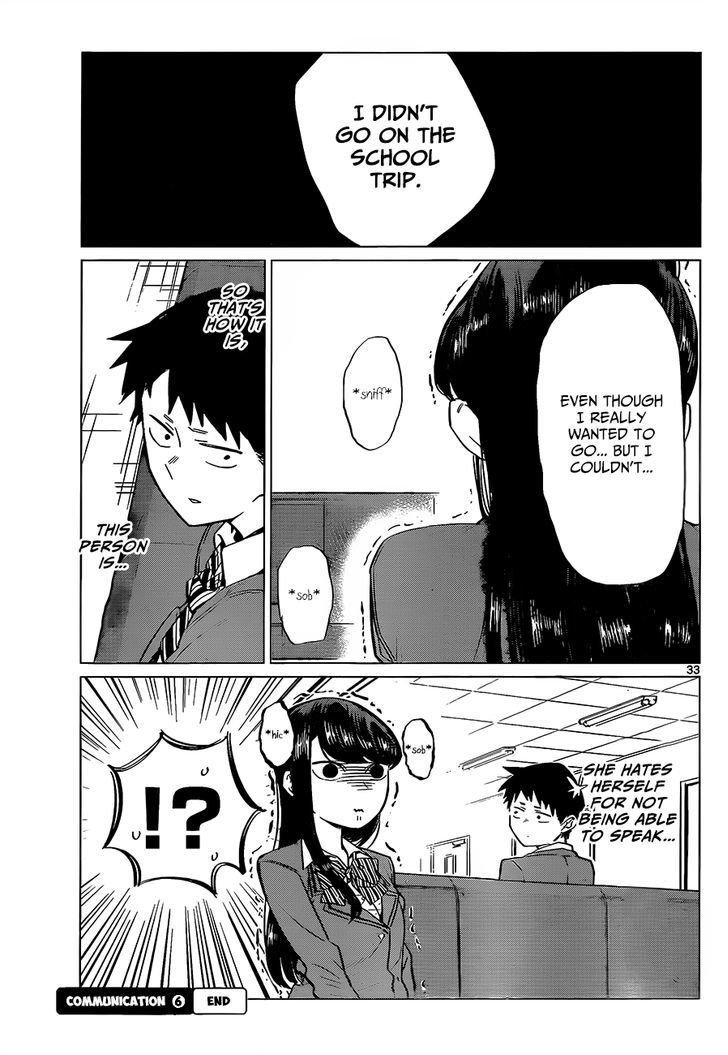 I DIDN'T
GO ON THE
SCHOOL
TRIP.
EVEN THOUGH
I REALLY
WANTED TO
GO... BUT I
COULDN'T...
*sniff*
*sob*
SO
THAT'S
HOW IT
IS,
THIS
PERSON
IS...
33
*sob*
*hic*
!?
SHE HATES
HERSELF
FOR NOT
BEING ABLE
TO SPEAK...
COMMUNICATION 6 END